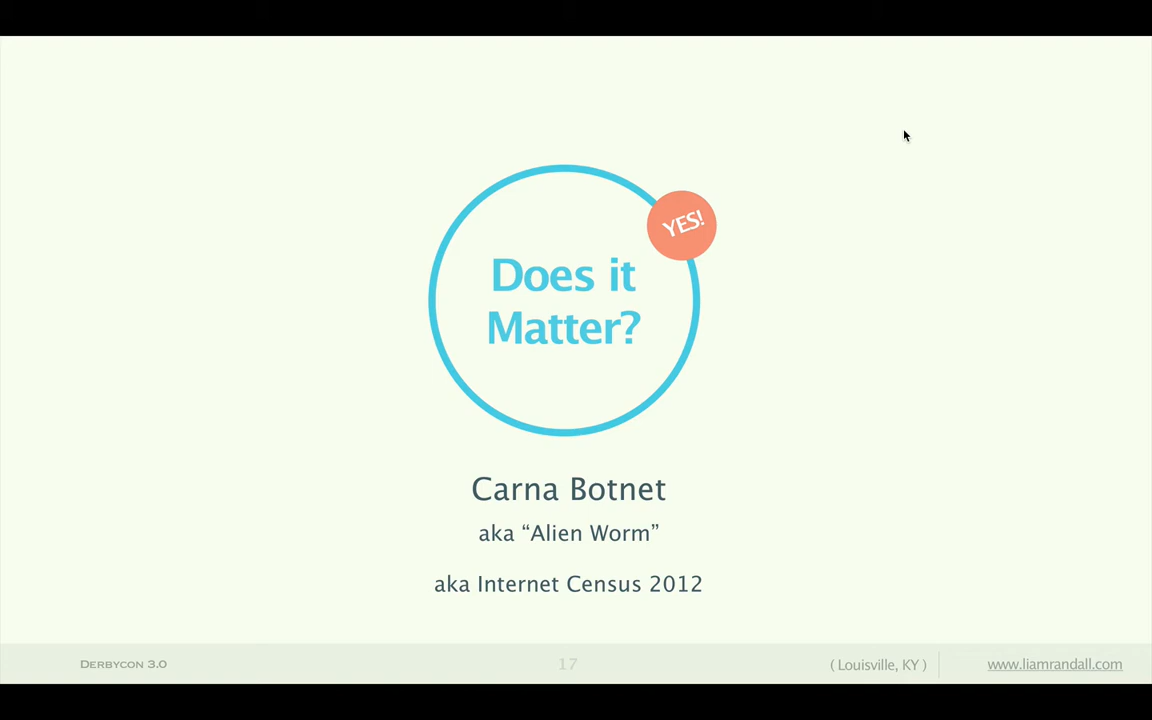 YES!
Does it
Matter?
Carna Botnet
aka “Alien Worm”
aka Internet Census 2012
DERBYCON 3.0
17
( Louisville, KY )
www.liamrandall.com